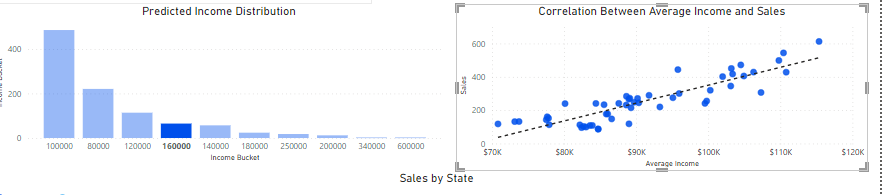 Predicted Income Distribution
400
200
0
100000 80000 120000 160000 140000 180000 250000 200000 340000 600000
Income Bucket
Correlation Between Average Income and Sales
600
400
200
0
Sales
$70K $80K $90K $100K $110K $120K
Average Income
Sales by State